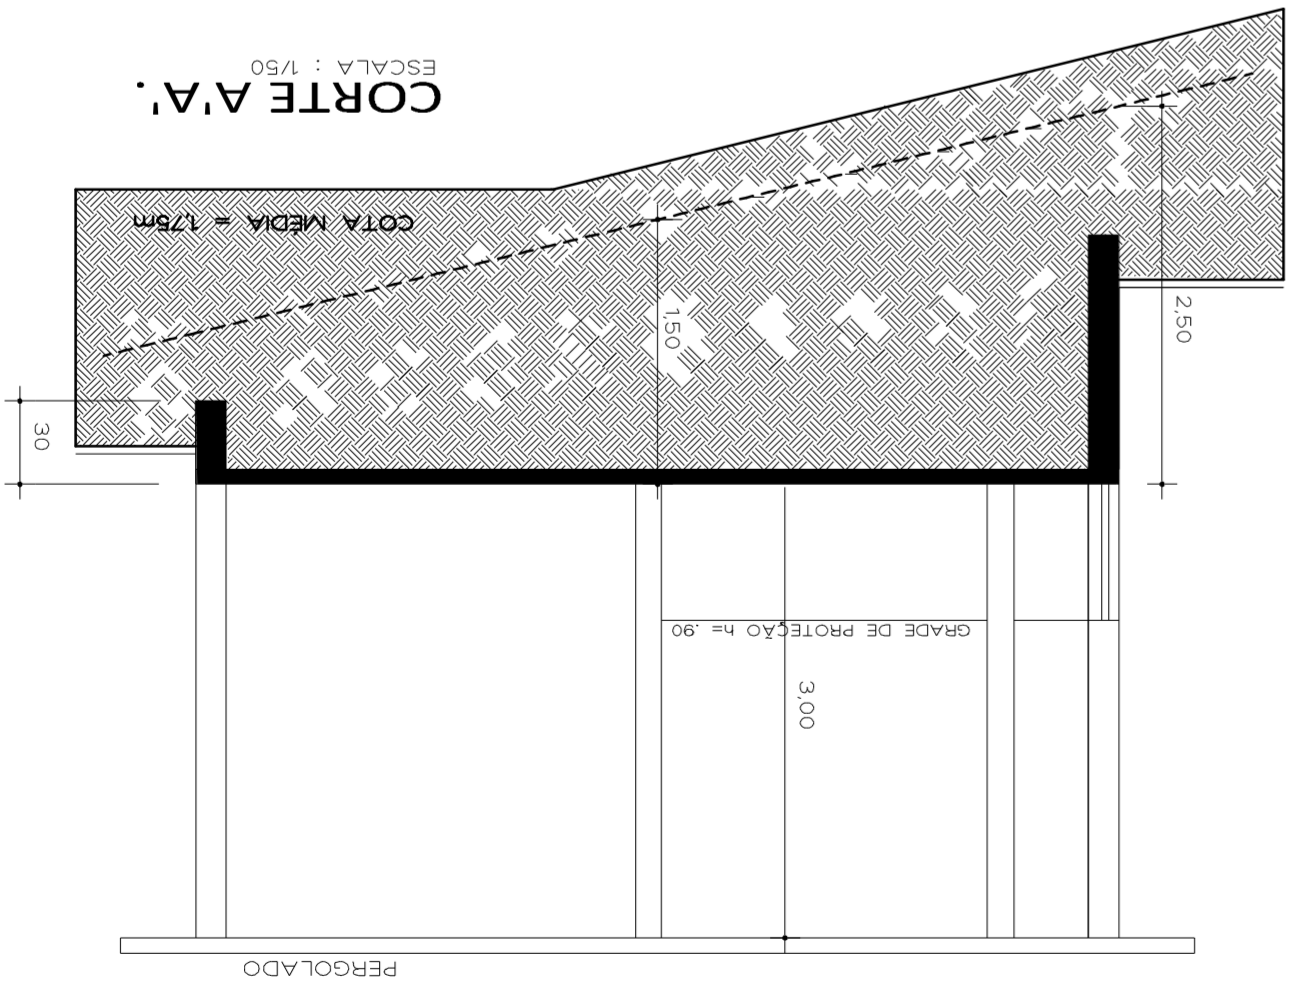 PERGOLADO
3,00
GRADE DE PROTEÇÃO h= .90
30
2,50
1,50
COTA MÉDIA = 1,75m
CORTE A'A'.
ESCALA : 1/50